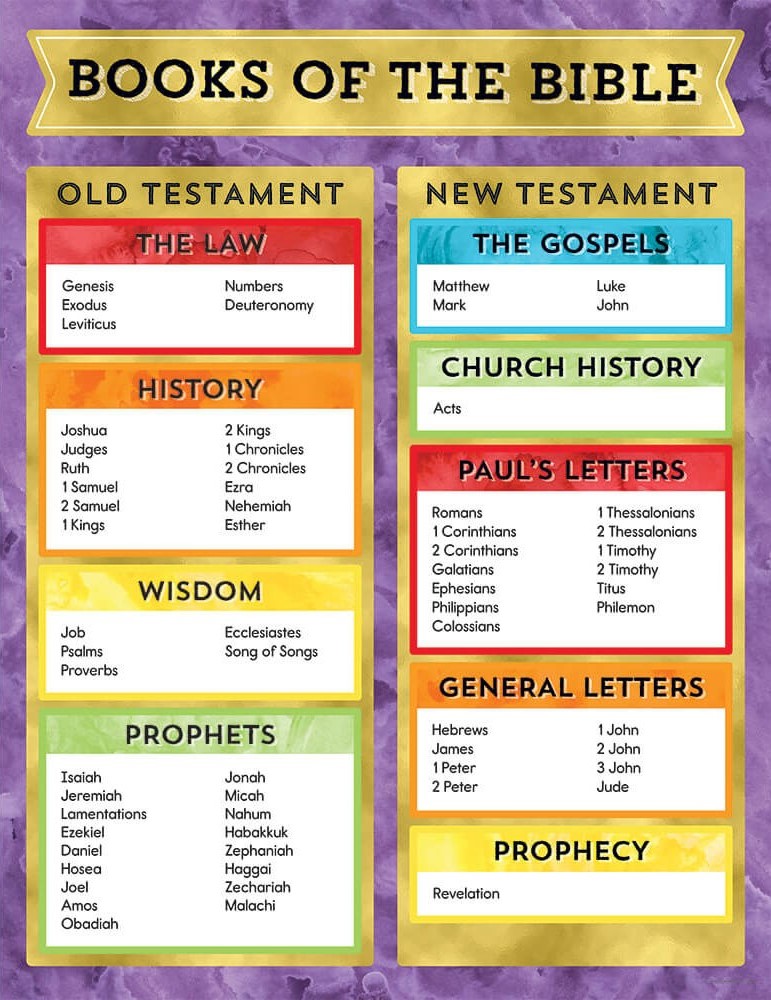 BOOKS OF THE BIBLE
OLD TESTAMENT
THE LAW
Genesis
Exodus
Leviticus
Numbers
Deuteronomy
HISTORY
Joshua
Judges
Ruth
1 Samuel
2 Samuel
1 Kings
2 Kings
1 Chronicles
2 Chronicles
Ezra
Nehemiah
Esther
WISDOM
Job
Psalms
Proverbs
Ecclesiastes
Song of Songs
PROPHETS
Isaiah
Jeremiah
Lamentations
Ezekiel
Daniel
Hosea
Joel
Amos
Obadiah
Jonah
Micah
Nahum
Habakkuk
Zephaniah
Haggai
Zechariah
Malachi
NEW TESTAMENT
THE GOSPELS
Matthew
Mark
Luke
John
CHURCH HISTORY
Acts
PAUL'S LETTERS
Romans
1 Corinthians
2 Corinthians
Galatians
Ephesians
Philippians
Colossians
1 Thessalonians
2 Thessalonians
1 Timothy
2 Timothy
Titus
Philemon
GENERAL LETTERS
Hebrews
James
1 Peter
2 Peter
1 John
2 John
3 John
Jude
PROPHECY
Revelation